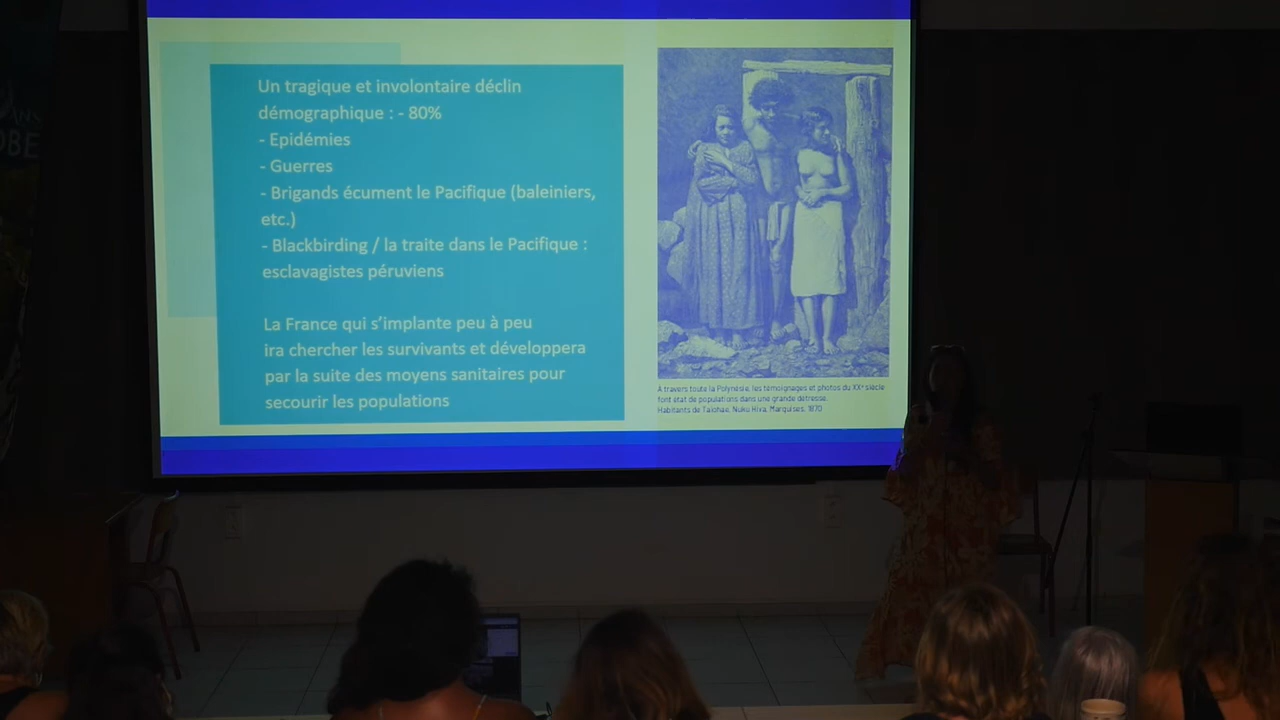 Un tragique et involontaire déclin
démographique : - 80%
- Epidémies
- Guerres
- Brigands écument le Pacifique (baleiniers,
etc.)
- Blackbirding / la traite dans le Pacifique :
esclavagistes péruviens
La France qui s'implante peu à peu
ira chercher les survivants et développera
par la suite des moyens sanitaires pour
secourir les populations
A travers toute la Polynésie, les témoignages et photos du XXᵉ siècle
font état de populations dans une grande détresse.
Habitants de Taiohae, Nuku Hiva, Marquises, 1870